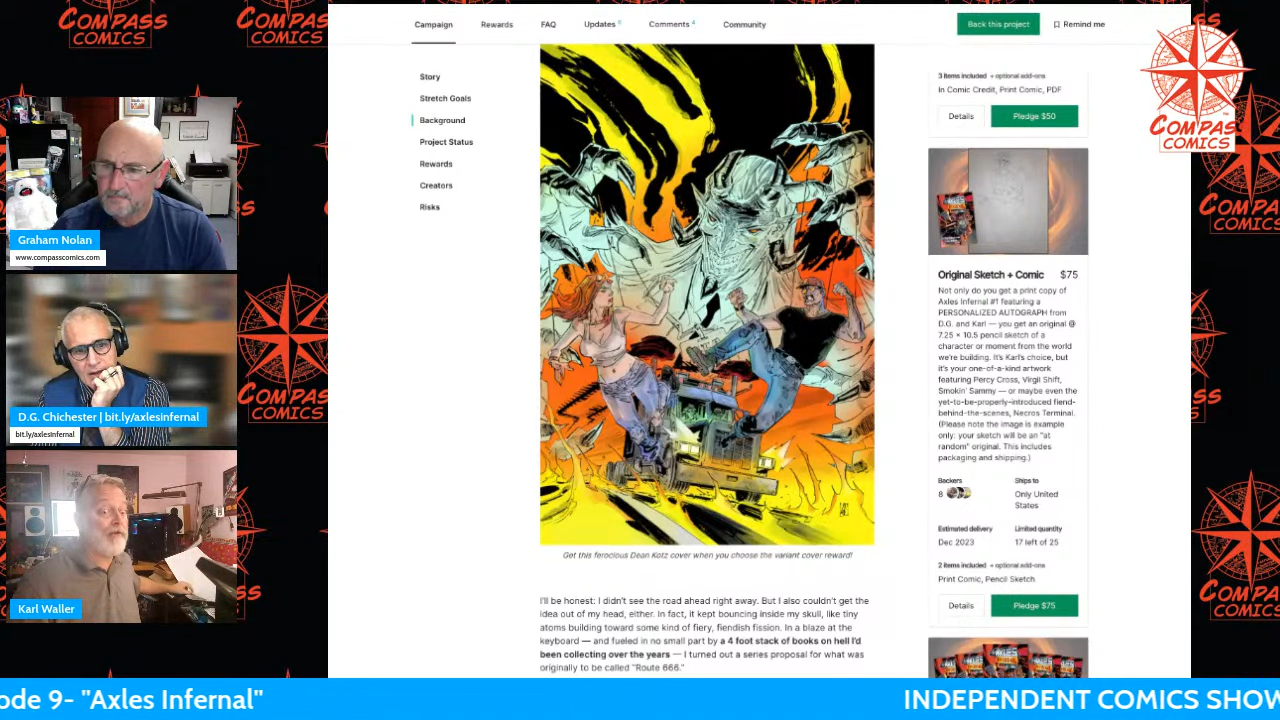 COMPASS
COMICS
Campaign
Rewards
FAQ
Updates 6
Comments 4
Community
Back this project
Remind me
Story
Stretch Goals
Background
Project Status
Rewards
Creators
Risks
3 items included + optional add-ons
In Comic Credit, Print Comic, PDF
Details
Pledge $50
COMPASS
COMICS
Graham Nolan
www.compasscomics.com
D.G. Chichester | bit.ly/axlesinfernal
bit.ly/axlesinfernal
Karl Waller
Original Sketch + Comic $75
Not only do you get a print copy of
Axles Infernal #1 featuring a
PERSONALIZED AUTOGRAPH from
D.G. and Karl — you get an original @
7.25 × 10.5 pencil sketch of a
character or moment from the world
we're building. It's Karl's choice, but
it's your one-of-a-kind artwork
featuring Percy Cross, Virgil Shift,
Smokin' Sammy — or maybe even the
yet-to-be-properly-introduced fiend-
behind-the-scenes, Necros Terminal.
(Please note the image is example
only: your sketch will be an "at
random" original. This includes
packaging and shipping.)
Backers
8
Ships to
Only United
States
Estimated delivery
Dec 2023
Limited quantity
17 left of 25
2 items included + optional add-ons
Print Comic, Pencil Sketch
Details
Pledge $75
Get this ferocious Dean Kotz cover when you choose the variant cover reward!
I'll be honest: I didn't see the road ahead right away. But I also couldn't get the
idea out of my head, either. In fact, it kept bouncing inside my skull, like tiny
atoms building toward some kind of fiery, fiendish fission. In a blaze at the
keyboard — and fueled in no small part by a 4 foot stack of books on hell I'd
been collecting over the years — I turned out a series proposal for what was
originally to be called "Route 666."
ode 9- "Axles Infernal"
INDEPENDENT COMICS SHOW